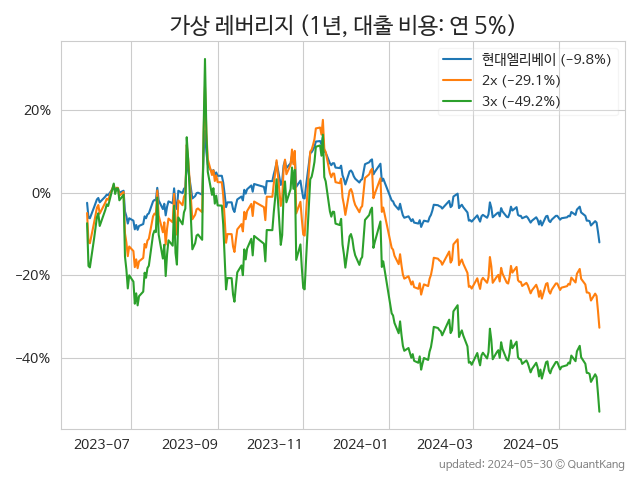 가상 레버리지 (1년, 대출 비용: 연 5%)
현대엘리베이 (−9.8%)
2x (−29.1%)
3x (−49.2%)
20%
0%
−20%
−40%
2023-07
2023-09
2023-11
2024-01
2024-03
2024-05
updated: 2024-05-30 © QuantKang